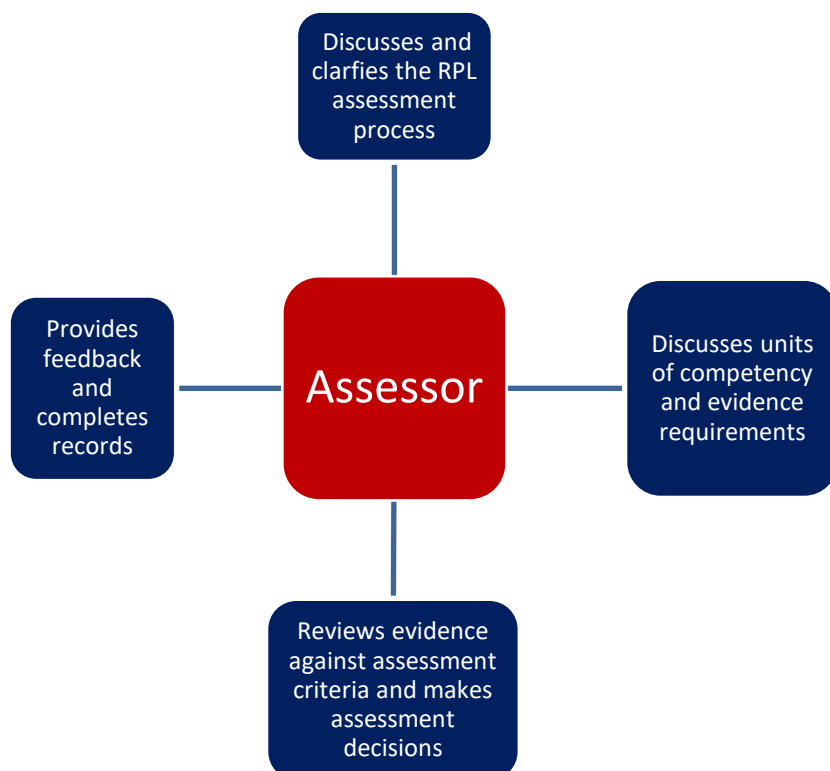 Discusses and
clarfies the RPL
assessment
process
Provides
feedback
and
completes
records
Assessor
Discusses units
of competency
and evidence
requirements
Reviews evidence
against assessment
criteria and makes
assessment
decisions